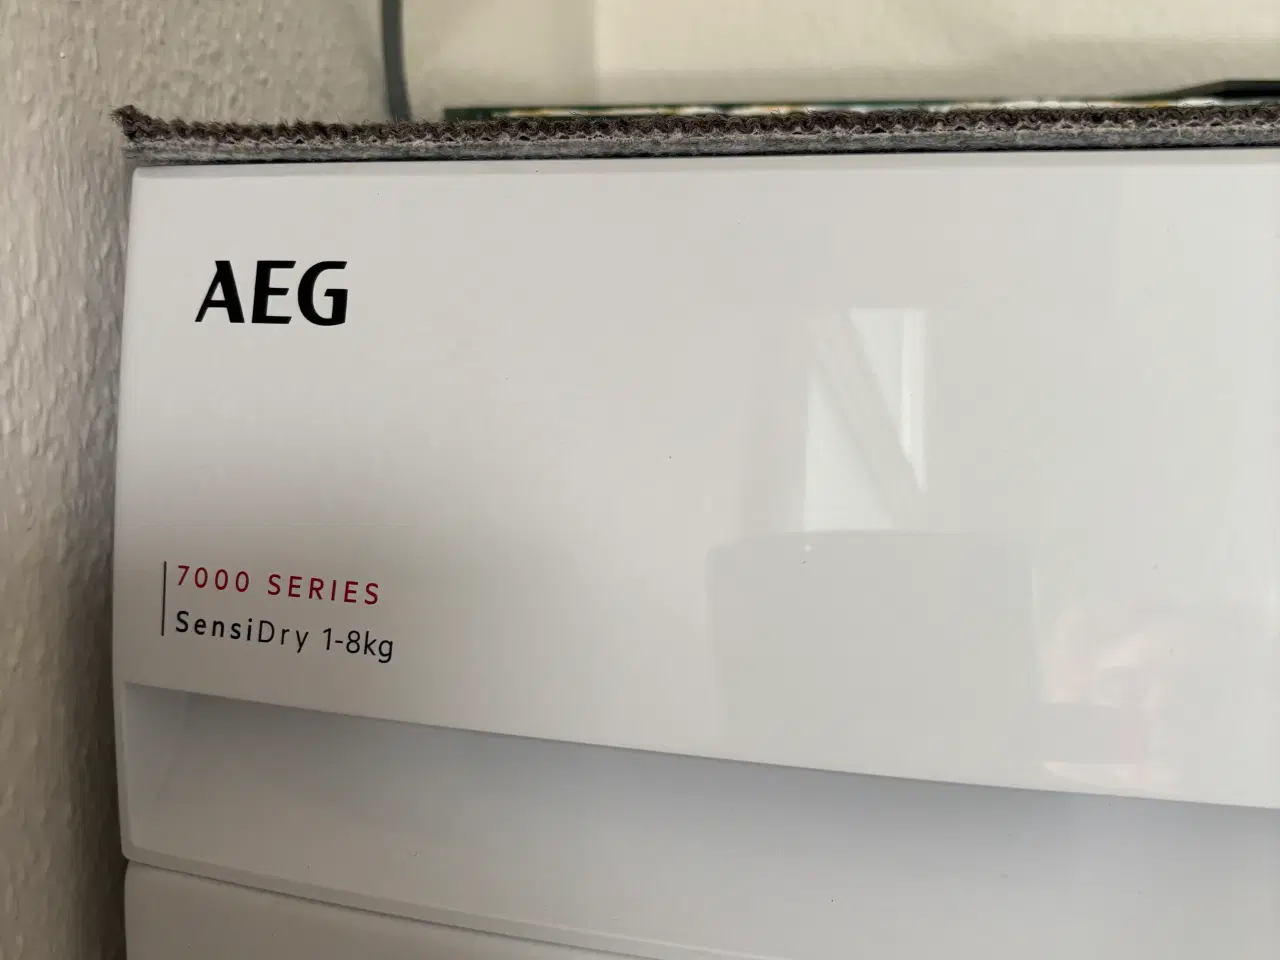 AEG
7000 SERIES
SensiDry 1-8kg